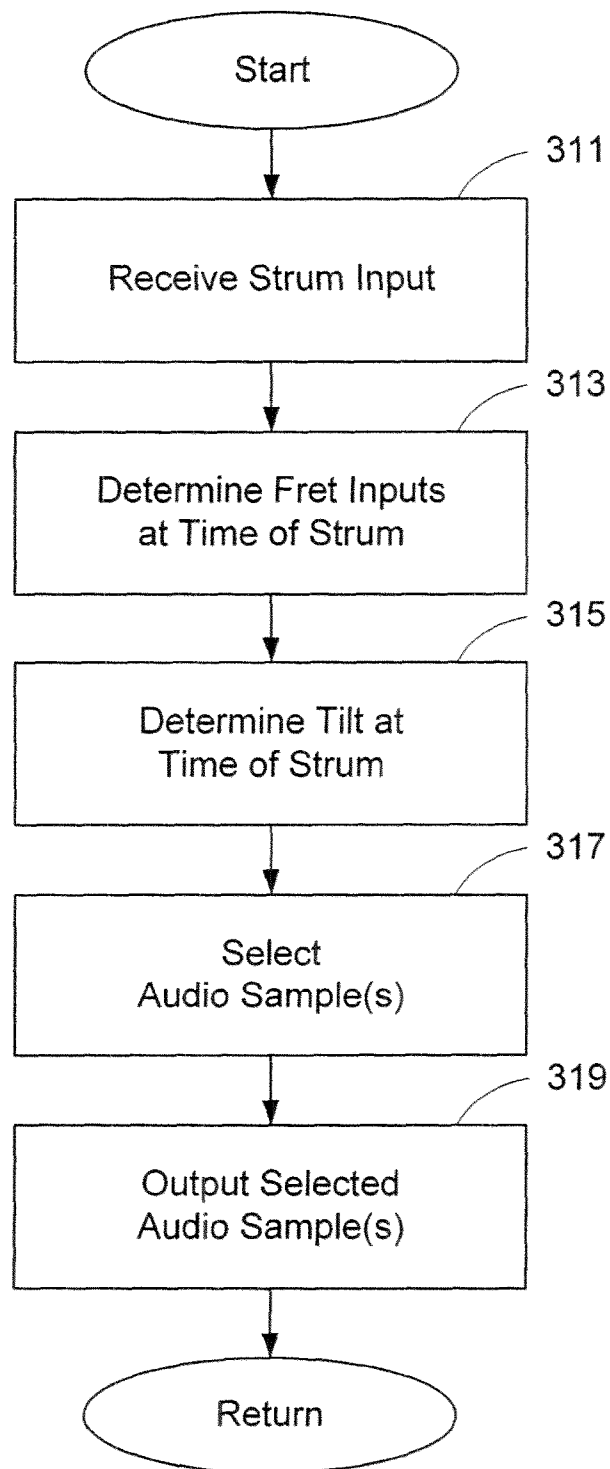 Start
311
Receive Strum Input
313
Determine Fret Inputs
at Time of Strum
315
Determine Tilt at
Time of Strum
317
Select
Audio Sample(s)
319
Output Selected
Audio Sample(s)
Return